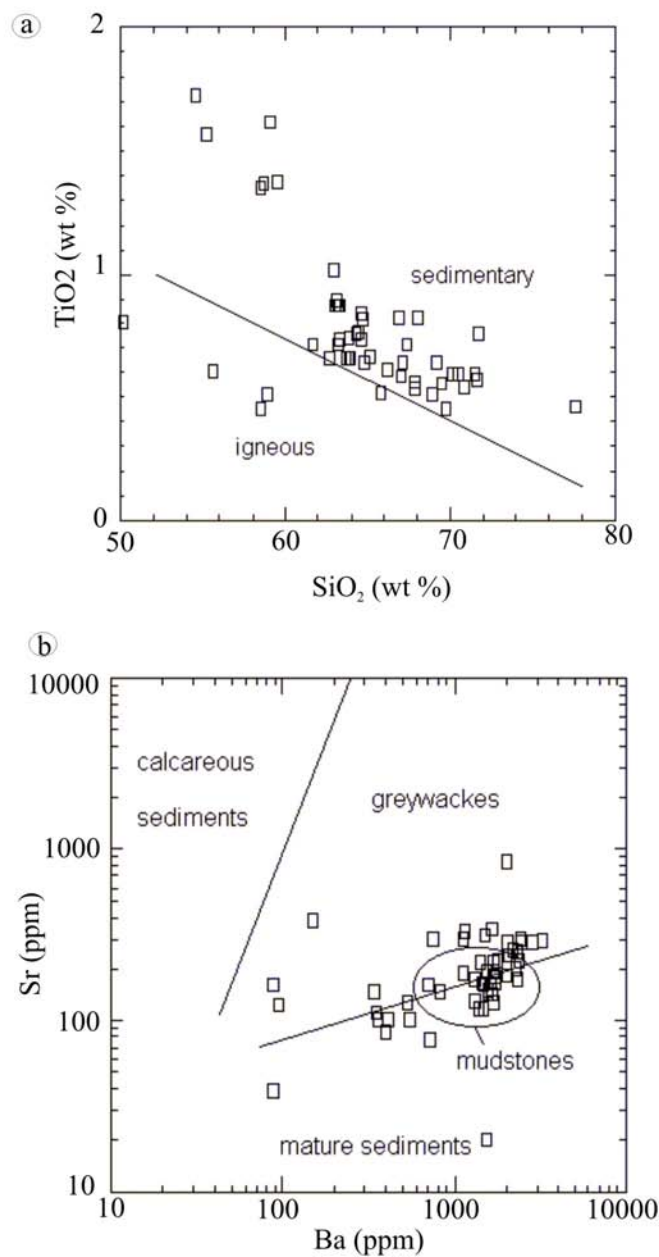 a
2
1
0
TiO2 (wt %)
sedimentary
igneous
50 60 70 80
SiO₂ (wt %)
b
10000
1000
100
10
Sr (ppm)
calcareous
sediments
greywackes
mudstones
mature sediments
10 100 1000 10000
Ba (ppm)